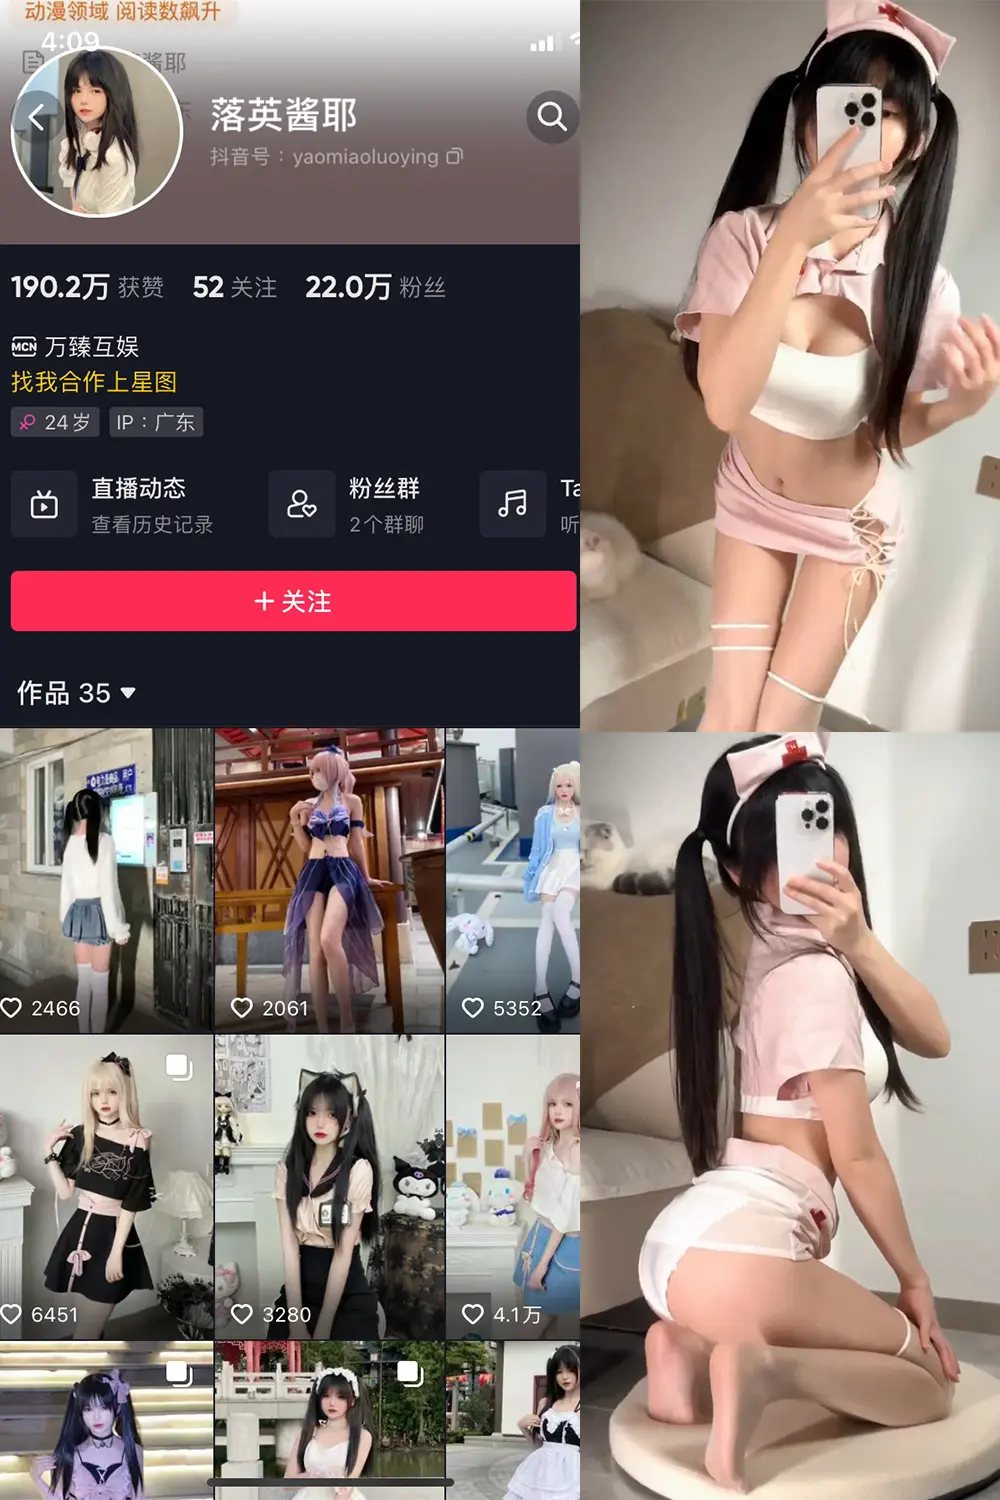 动漫领域 阅读数飙升
4:09
酱耶
落英酱耶
抖音号：yaomiaoluoying
190.2万 获赞 52 关注 22.0万 粉丝
MCN 万臻互娱
找我合作上星图
24岁 IP：广东
直播动态
查看历史记录
粉丝群
2个群聊
Ta
听
+ 关注
作品 35
2466
2061
5352
6451
3280
4.1万